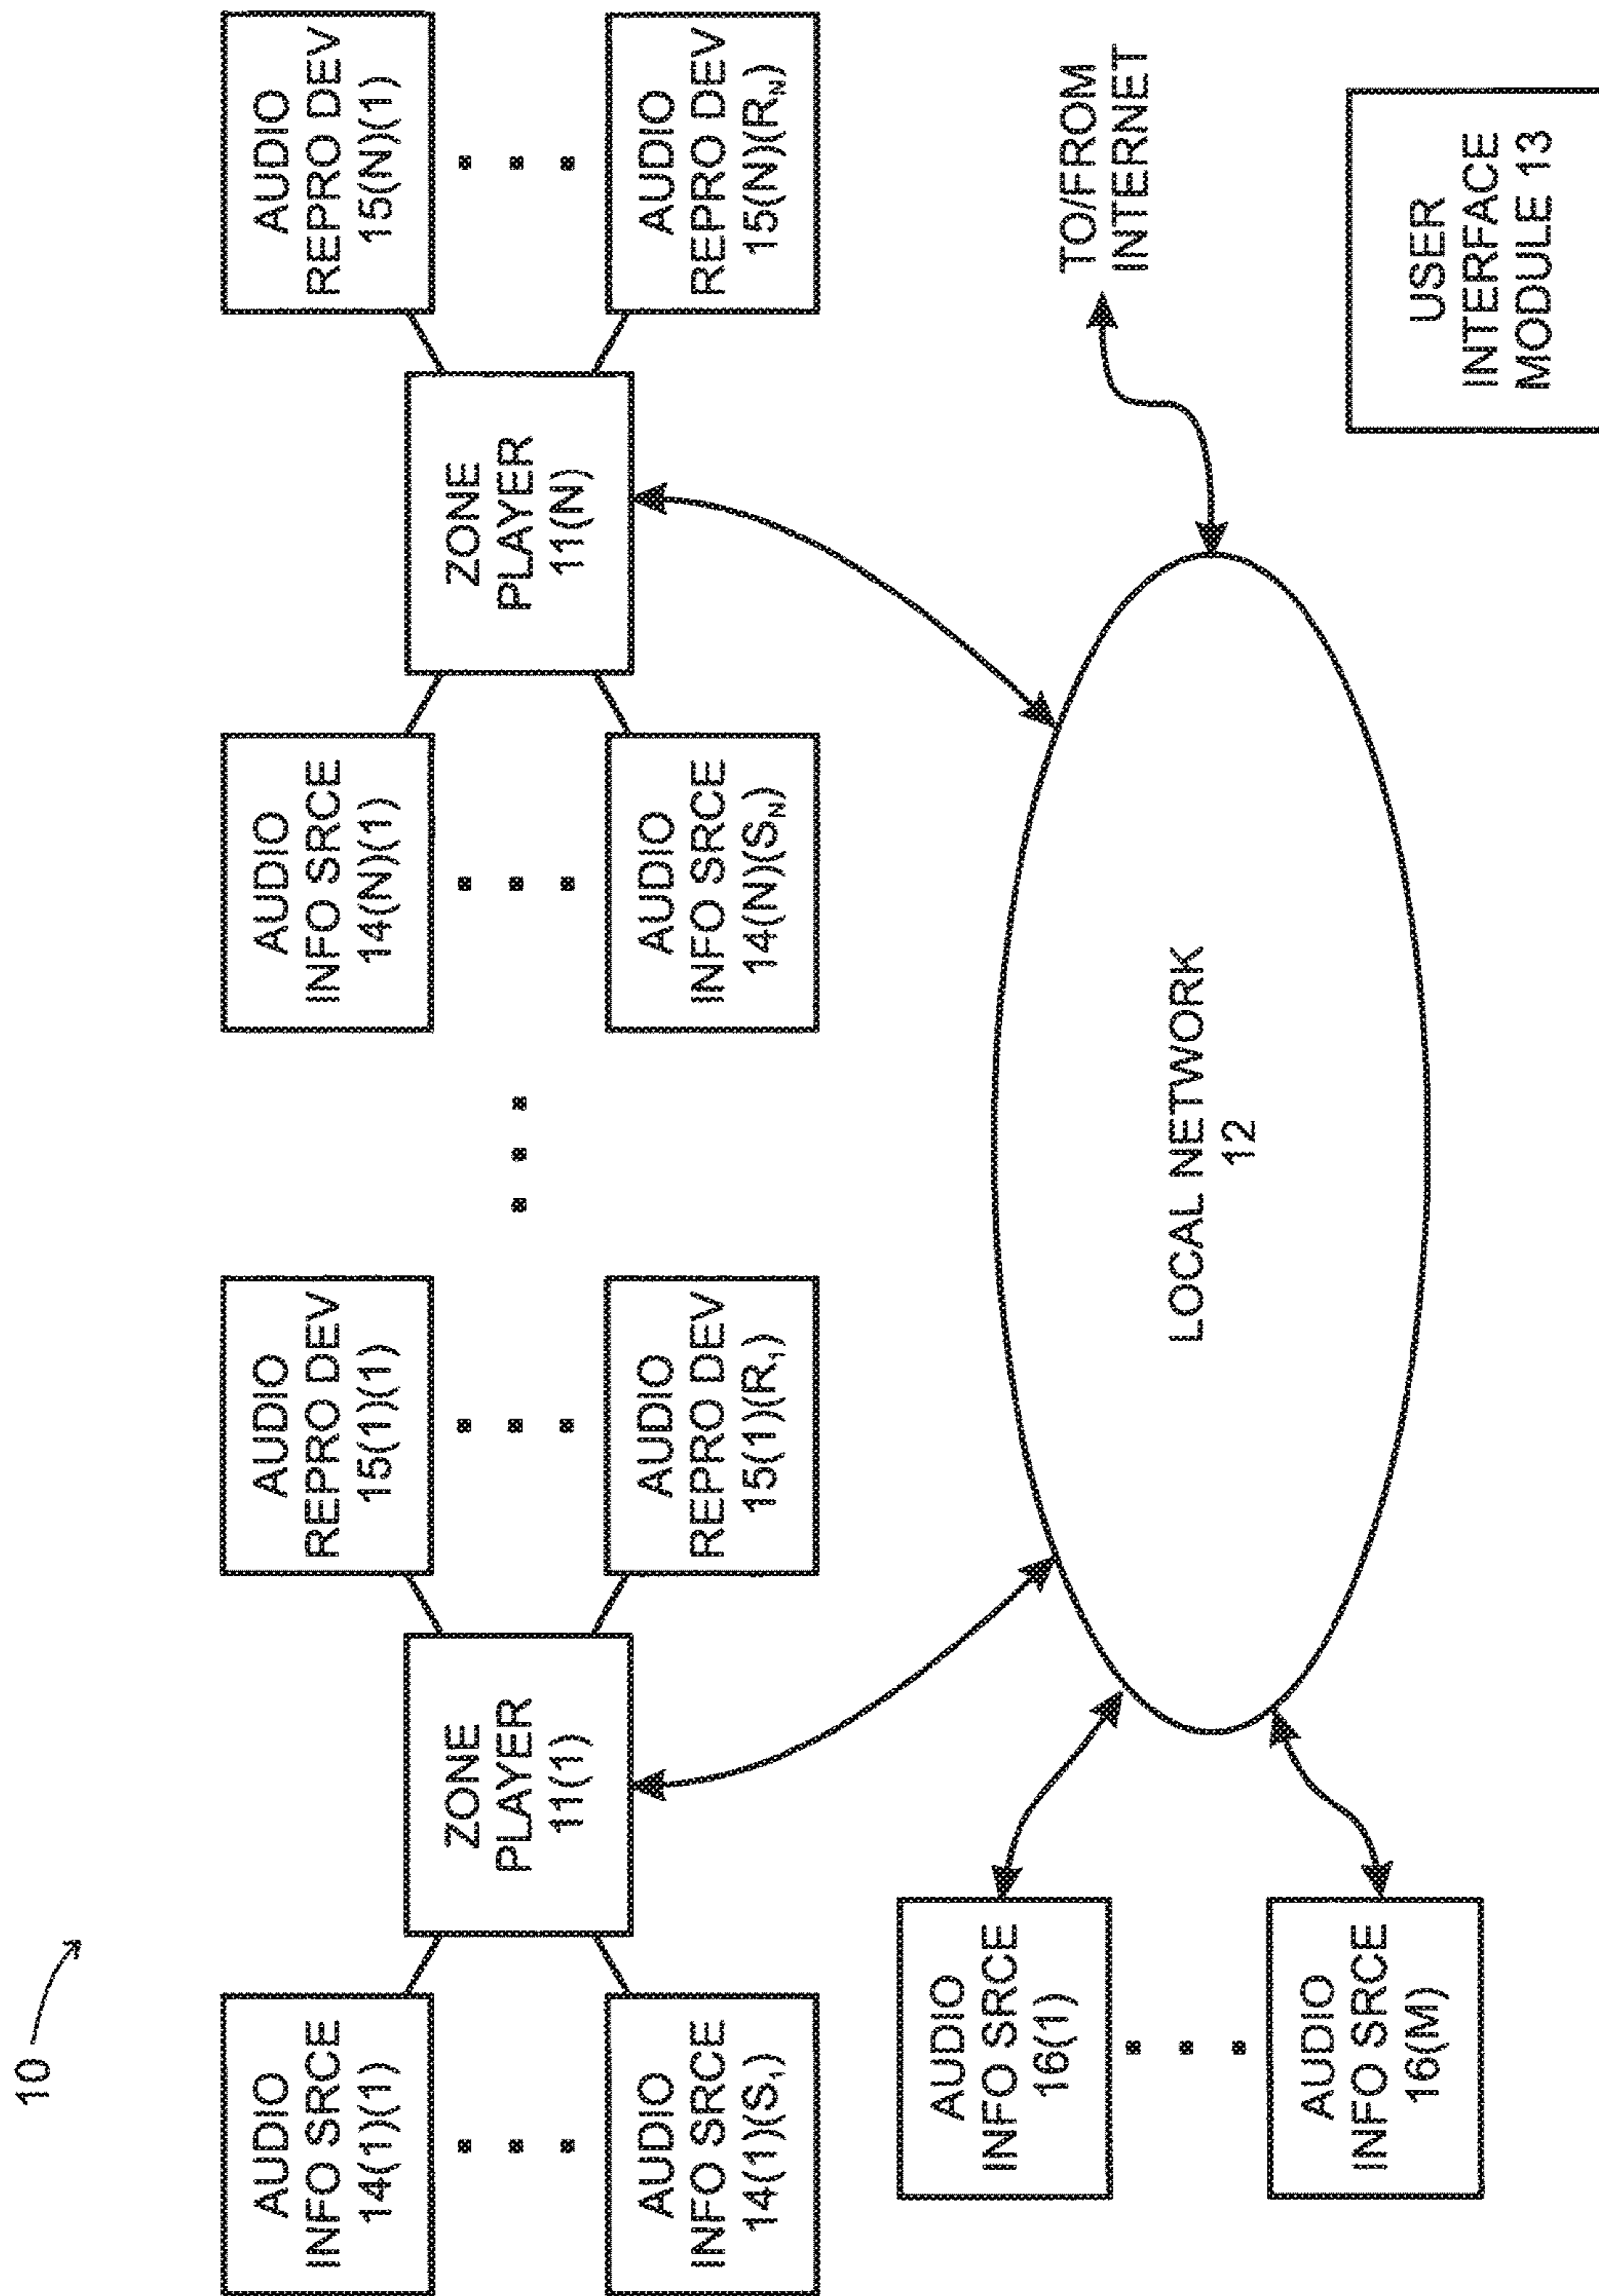 10
AUDIO
INFO SRCE
14(1)(1)
AUDIO
INFO SRCE
14(1)(S₁)
ZONE
PLAYER
11(1)
AUDIO
REPRO DEV
15(1)(1)
AUDIO
REPRO DEV
15(1)(R₁)
AUDIO
INFO SRCE
14(N)(1)
AUDIO
INFO SRCE
14(N)(S_N)
ZONE
PLAYER
11(N)
AUDIO
REPRO DEV
15(N)(1)
AUDIO
REPRO DEV
15(N)(R_N)
AUDIO
INFO SRCE
16(1)
AUDIO
INFO SRCE
16(M)
LOCAL NETWORK
12
TO/FROM
INTERNET
USER
INTERFACE
MODULE 13